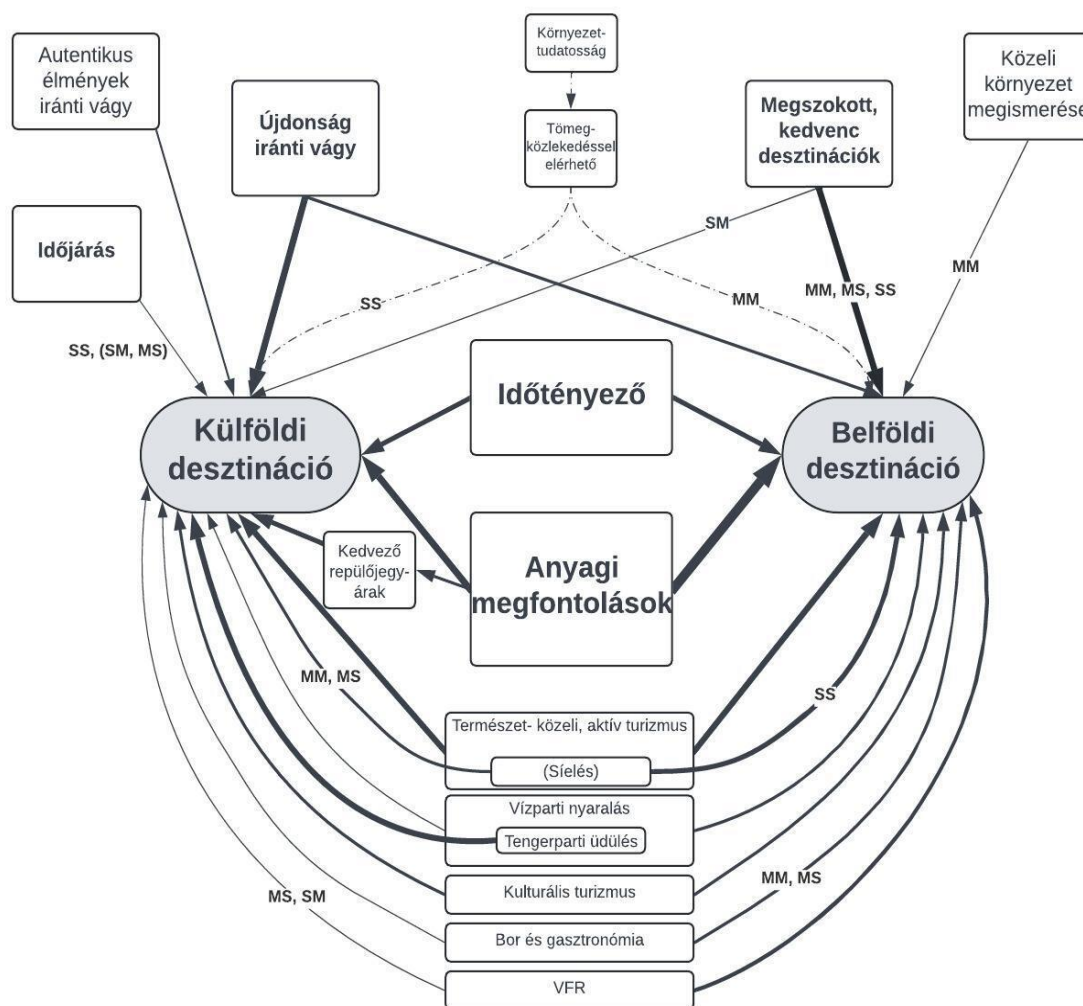 Környezet-
tudatosság
Autentikus
élmények
iránti vágy
Közeli
környezet
megismerése
Újdonság
iránti vágy
Tömeg-
közlekedéssel
elérhető
Megszokott,
kedvenc
desztinációk
Időjárás
SM
MM
SS
MM
MM, MS, SS
SS, (SM, MS)
Időtényező
Külföldi
desztináció
Belföldi
desztináció
Kedvező
repülőjegy-
árak
Anyagi
megfontolások
MM, MS
SS
Természet- közeli, aktív turizmus
(Síelés)
Vízparti nyaralás
Tengerparti üdülés
MS, SM
Kulturális turizmus
MM, MS
Bor és gasztronómia
VFR